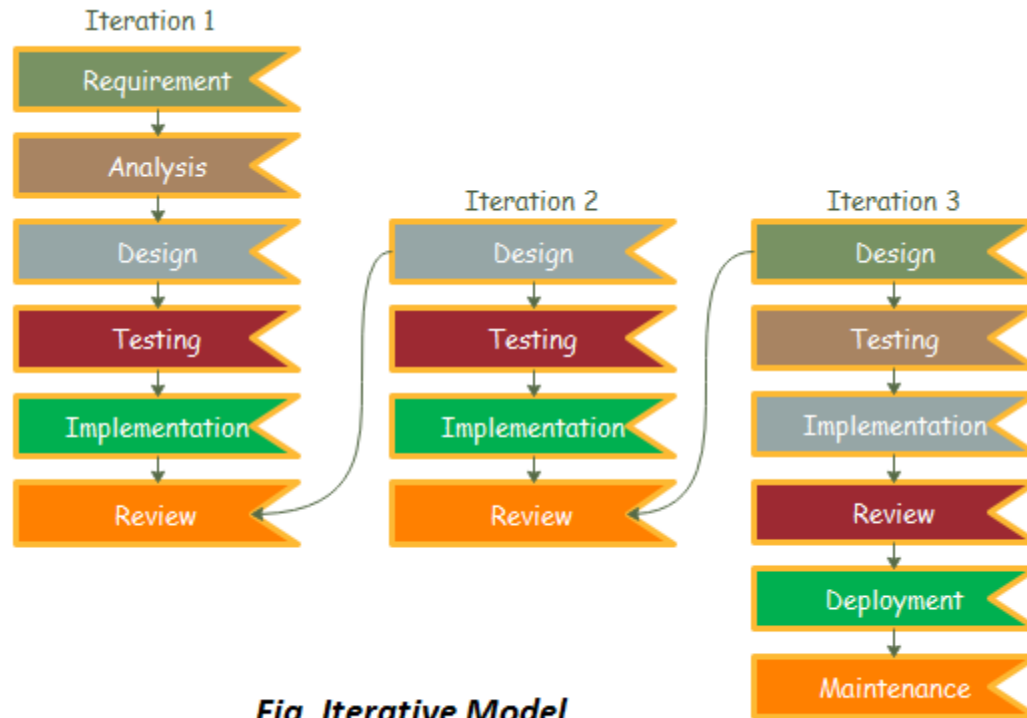 Iteration 1
Requirement
Analysis
Design
Testing
Implementation
Review
Iteration 2
Design
Testing
Implementation
Review
Iteration 3
Design
Testing
Implementation
Review
Deployment
Maintenance
Fig. Iterative Model